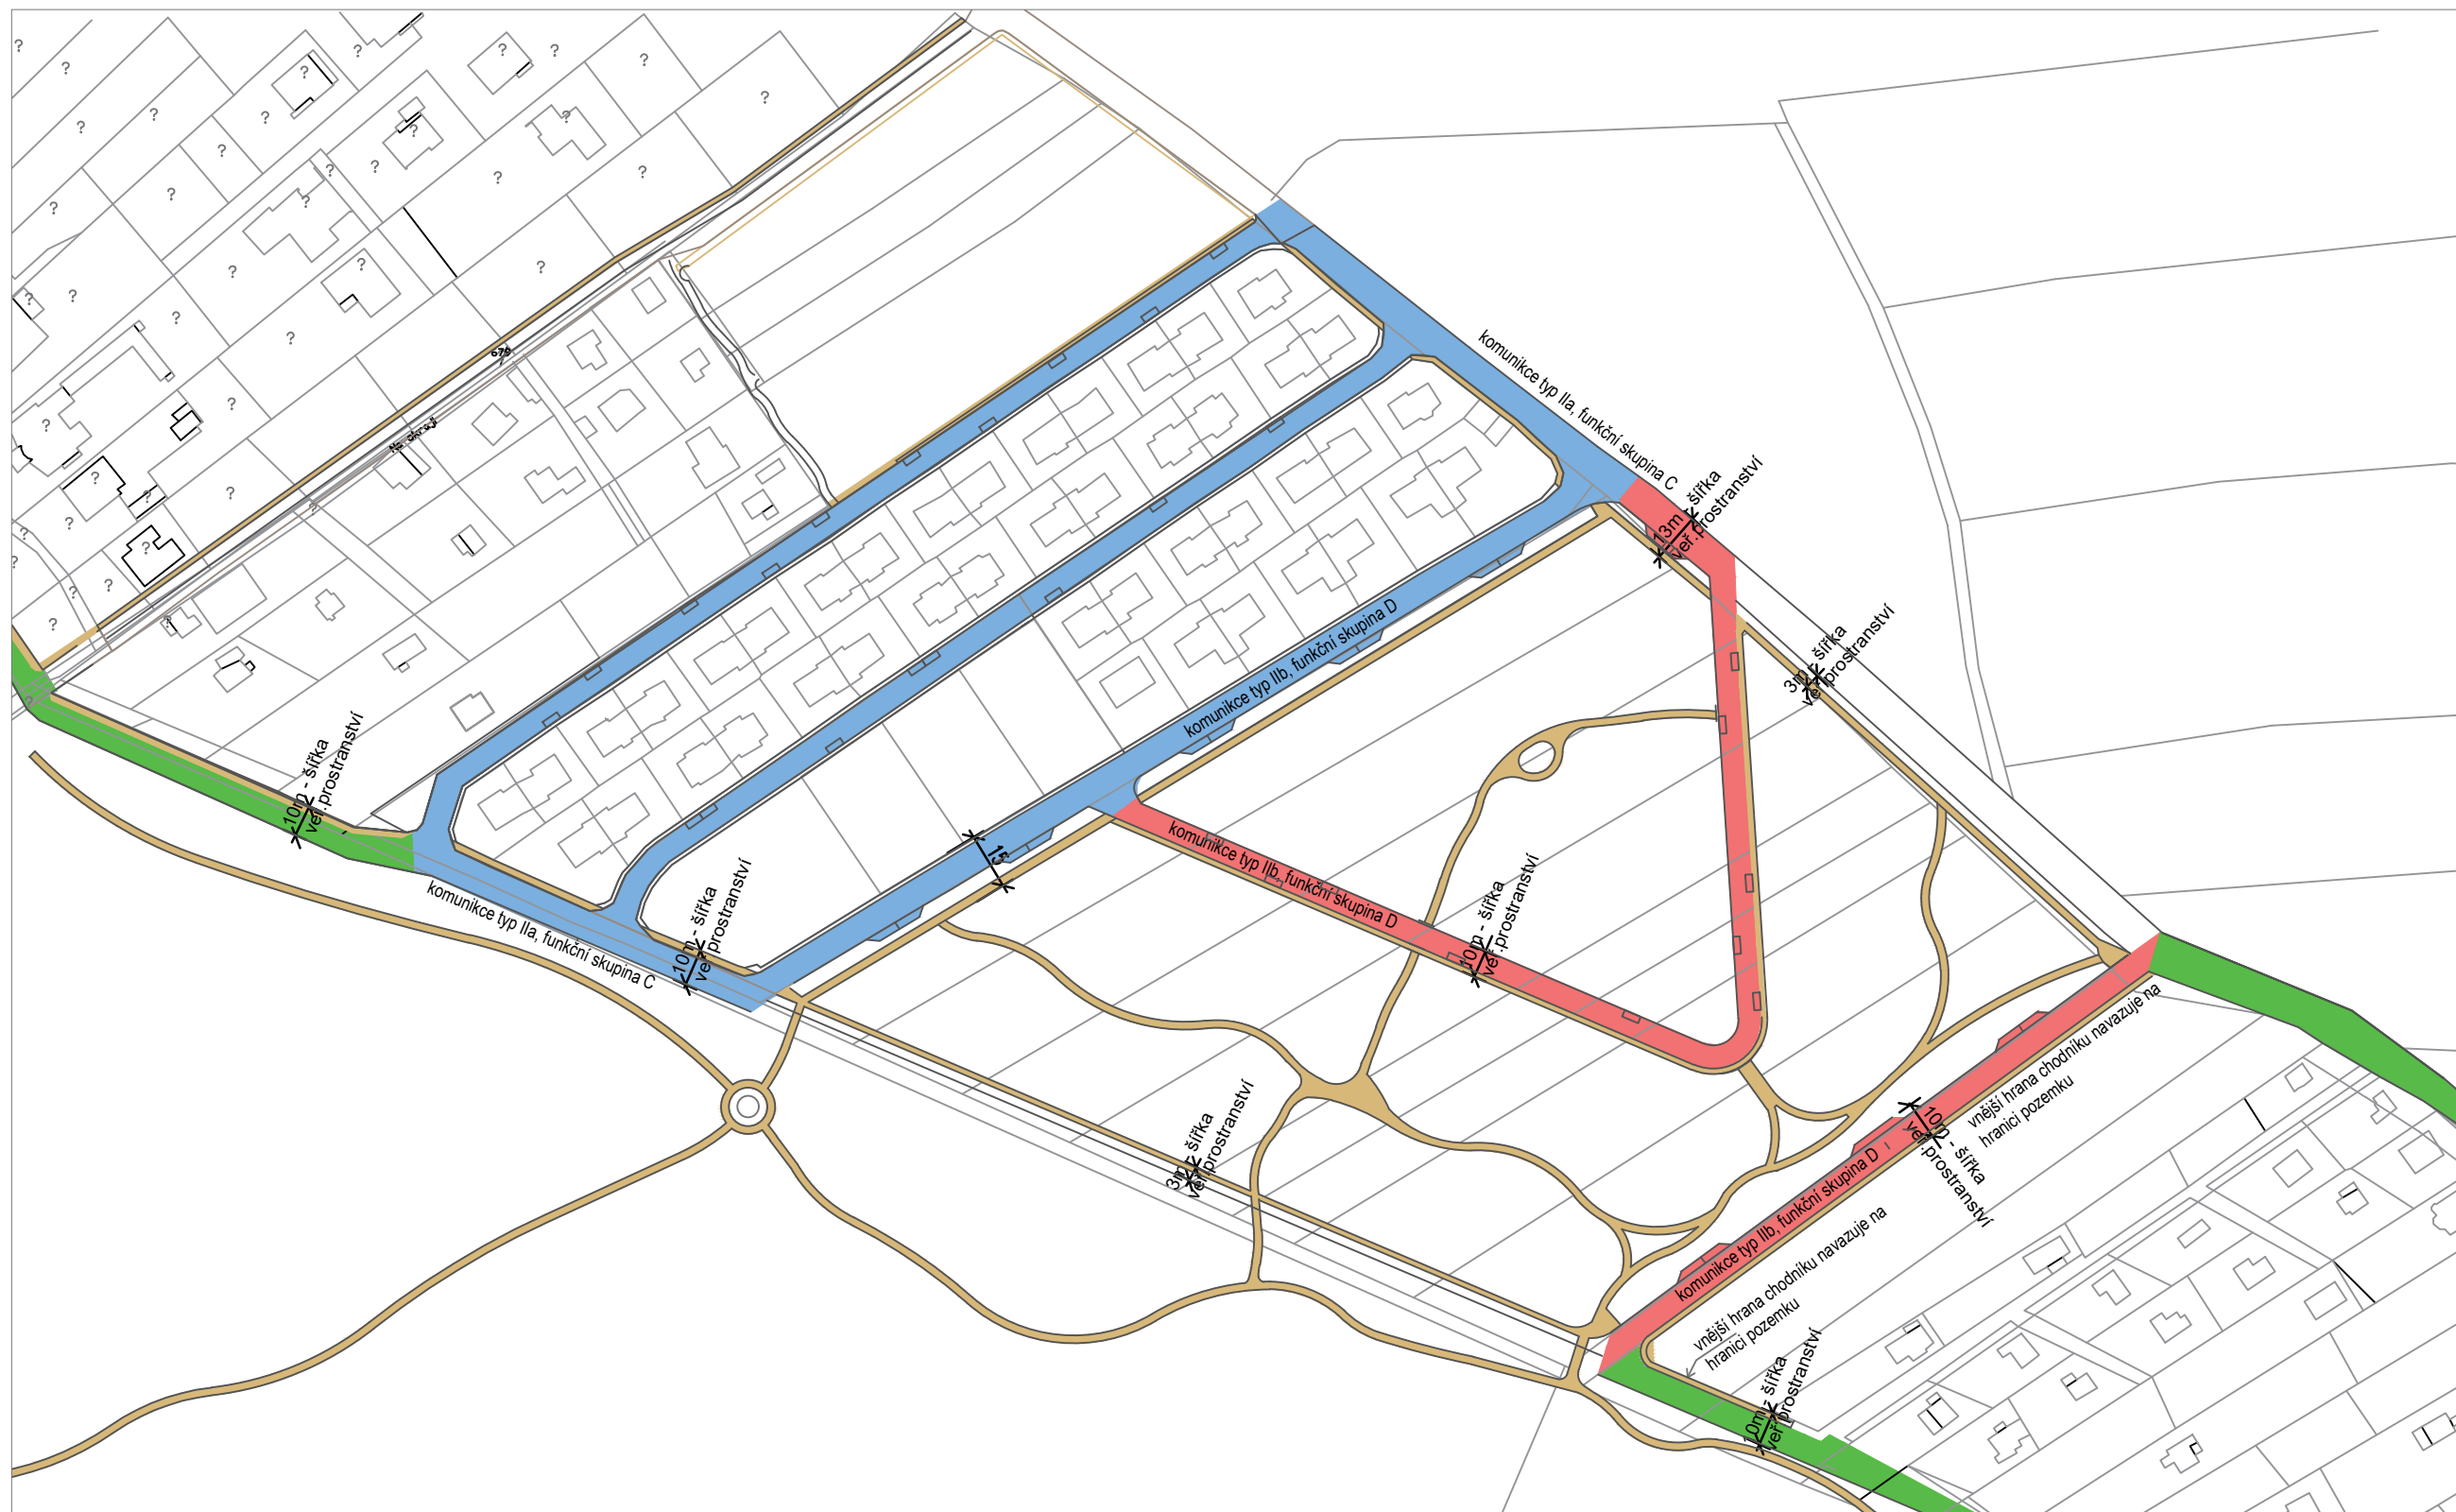 679
Na okraji
komunikce typ IIa, funkční skupina C
13m - šířka
veř.prostranství
3m - šířka
veř.prostranství
komunikce typ IIb, funkční skupina D
10m - šířka
veř.prostranství
15
komunikce typ IIb, funkční skupina D
10m - šířka
veř.prostranství
komunikce typ IIa, funkční skupina C
10m - šířka
veř.prostranství
vnější hrana chodníku navazuje na
hranici pozemku
10m - šířka
veř.prostranství
3m - šířka
veř.prostranství
komunikce typ IIb, funkční skupina D
vnější hrana chodníku navazuje na
hranici pozemku
10m - šířka
veř.prostranství